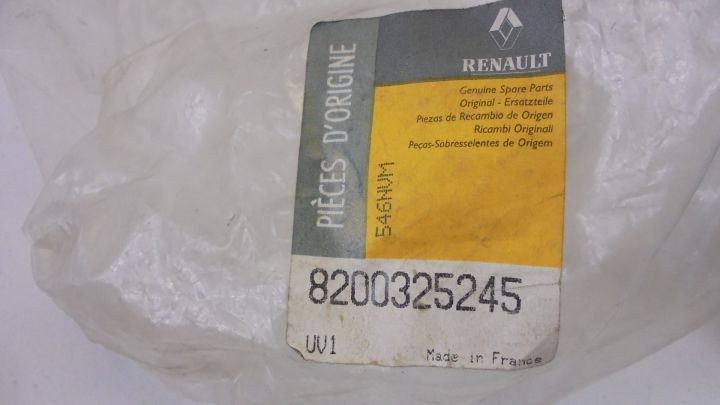 PIÈCES D'ORIGINE
RENAULT
Genuine Spare Parts
Original - Ersatzteile
Piezas de Recambio de Origen
Ricambi Originali
Peças-Sobresselentes de Origem
546NVM
8200325245
UV1
Made in France